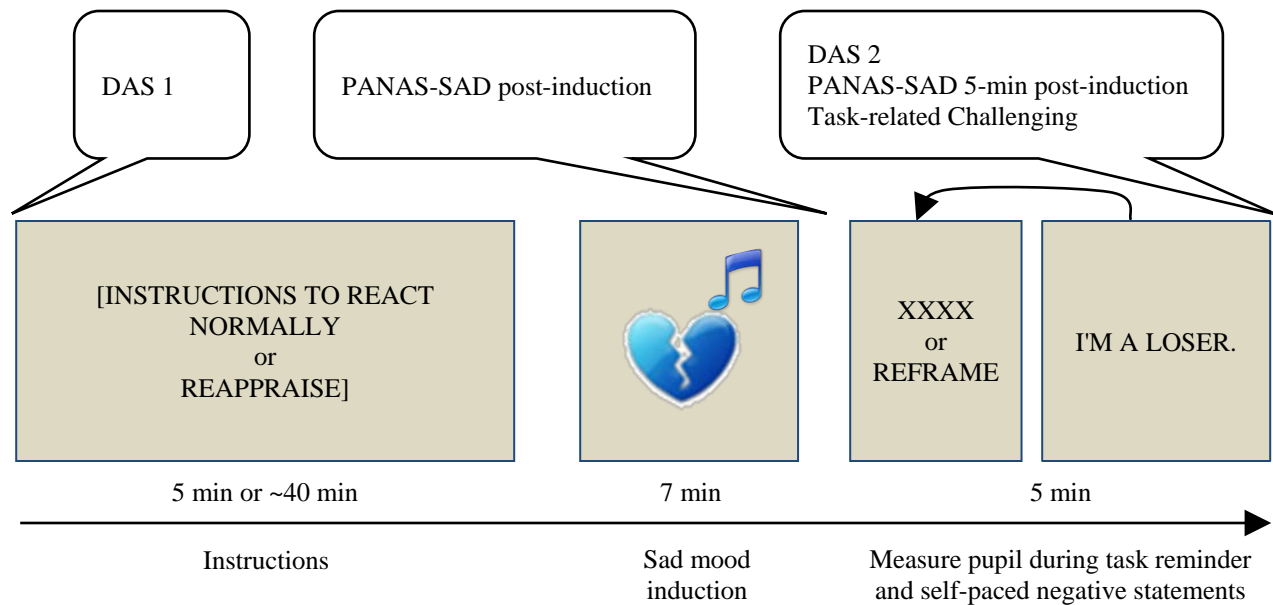 DAS 1
PANAS-SAD post-induction
DAS 2
PANAS-SAD 5-min post-induction
Task-related Challenging
[INSTRUCTIONS TO REACT
NORMALLY
or
REAPPRAISE]
XXXX
or
REFRAME
I'M A LOSER.
5 min or ~40 min
7 min
5 min
Instructions
Sad mood
induction
Measure pupil during task reminder
and self-paced negative statements